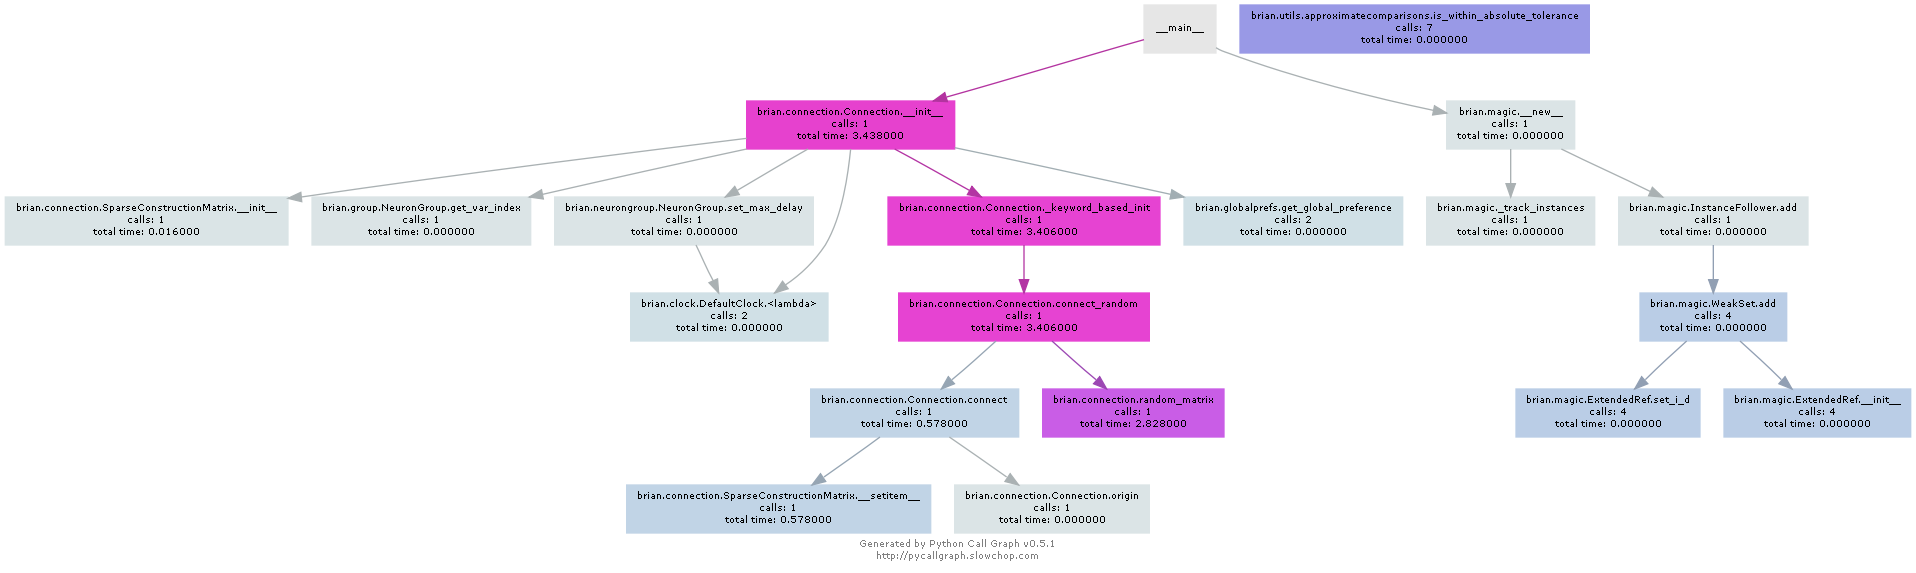 __main__
brian.utils.approximatecomparisons.is_within_absolute_tolerance
calls: 7
total time: 0.000000
brian.connection.Connection.__init__
calls: 1
total time: 3.438000
brian.magic.__new__
calls: 1
total time: 0.000000
brian.connection.SparseConstructionMatrix.__init__
calls: 1
total time: 0.016000
brian.group.NeuronGroup.get_var_index
calls: 1
total time: 0.000000
brian.neurongroup.NeuronGroup.set_max_delay
calls: 1
total time: 0.000000
brian.connection.Connection._keyword_based_init
calls: 1
total time: 3.406000
brian.globalprefs.get_global_preference
calls: 2
total time: 0.000000
brian.magic._track_instances
calls: 1
total time: 0.000000
brian.magic.InstanceFollower.add
calls: 1
total time: 0.000000
brian.clock.DefaultClock.<lambda>
calls: 2
total time: 0.000000
brian.connection.Connection.connect_random
calls: 1
total time: 3.406000
brian.magic.WeakSet.add
calls: 4
total time: 0.000000
brian.connection.Connection.connect
calls: 1
total time: 0.578000
brian.connection.random_matrix
calls: 1
total time: 2.828000
brian.magic.ExtendedRef.set_i_d
calls: 4
total time: 0.000000
brian.magic.ExtendedRef.__init__
calls: 4
total time: 0.000000
brian.connection.SparseConstructionMatrix.__setitem__
calls: 1
total time: 0.578000
brian.connection.Connection.origin
calls: 1
total time: 0.000000
Generated by Python Call Graph v0.5.1
http://pycallgraph.slowchop.com